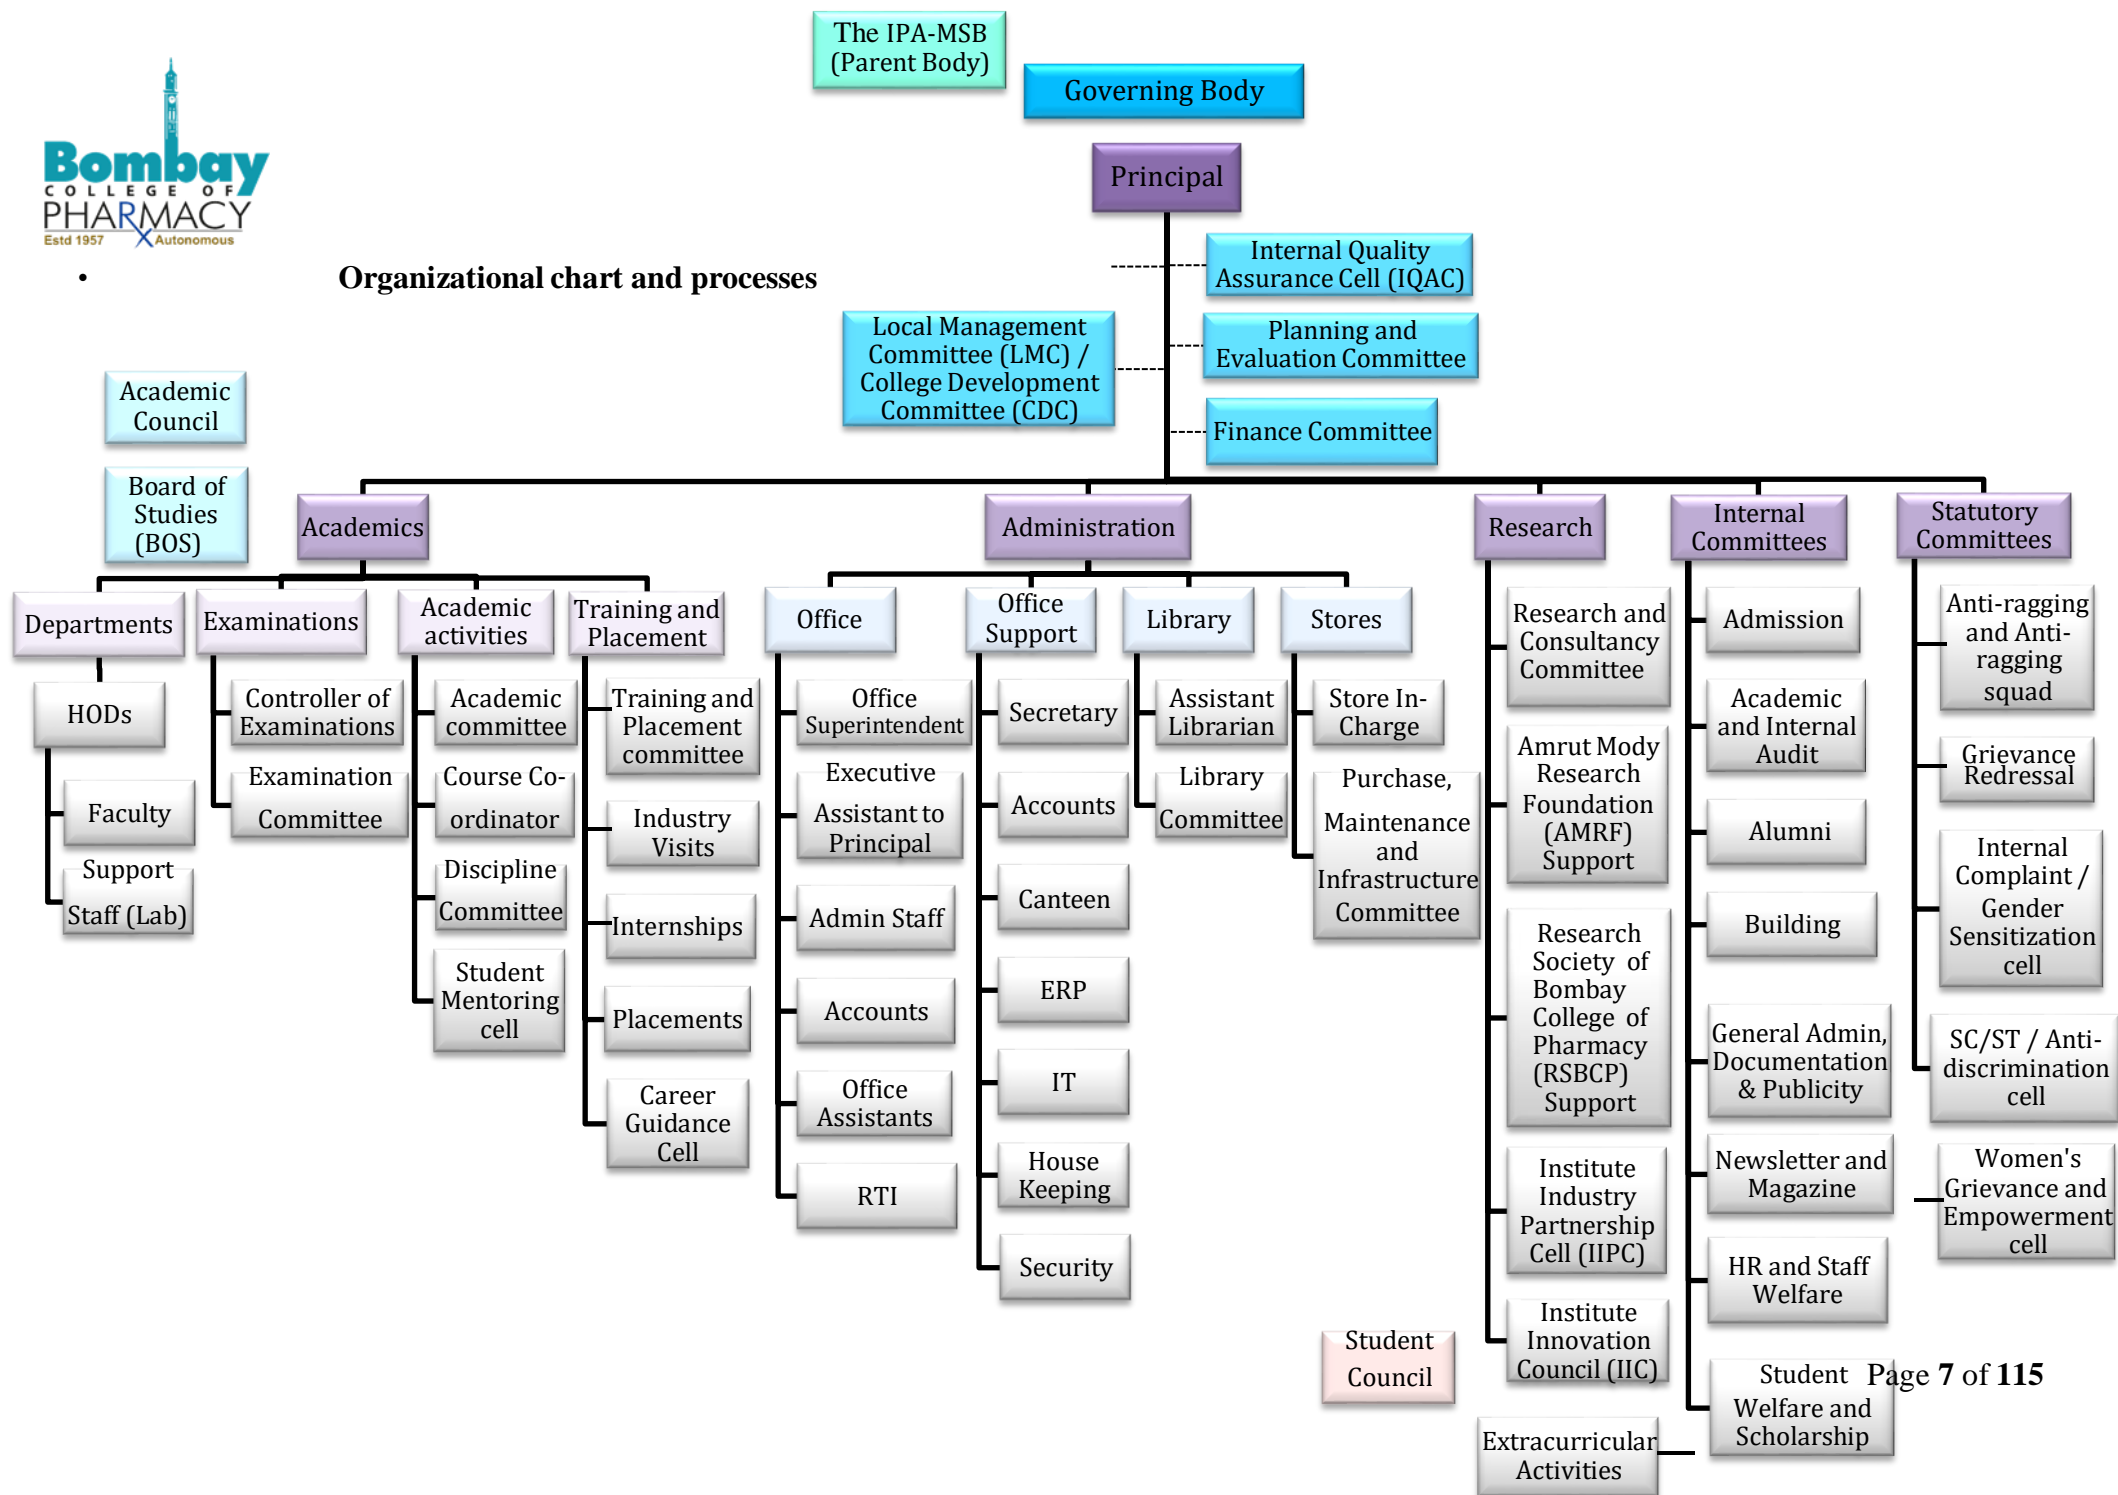 The IPA-MSB
(Parent Body)
Governing Body
Principal
Bombay
COLLEGE OF
PHARMACY
Estd 1957
Autonomous
•
Organizational chart and processes
Internal Quality
Assurance Cell (IQAC)
Local Management
Committee (LMC) /
College Development
Committee (CDC)
Planning and
Evaluation Committee
Finance Committee
Academic
Council
Board of
Studies
(BOS)
Academics
Administration
Research
Internal
Committees
Statutory
Committees
Departments
HODs
Faculty
Support
Staff (Lab)
Examinations
Controller of
Examinations
Examination
Committee
Academic
activities
Academic
committee
Course Co-
ordinator
Discipline
Committee
Student
Mentoring
cell
Training and
Placement
Training and
Placement
committee
Industry
Visits
Internships
Placements
Career
Guidance
Cell
Office
Office
Superintendent
Executive
Assistant to
Principal
Admin Staff
Accounts
Office
Assistants
RTI
Office
Support
Secretary
Accounts
Canteen
ERP
IT
House
Keeping
Security
Library
Assistant
Librarian
Library
Committee
Stores
Store In-
Charge
Purchase,
Maintenance
and
Infrastructure
Committee
Research and
Consultancy
Committee
Amrut Mody
Research
Foundation
(AMRF)
Support
Research
Society of
Bombay
College of
Pharmacy
(RSBCP)
Support
Institute
Industry
Partnership
Cell (IIPC)
Institute
Innovation
Council (IIC)
Admission
Academic
and Internal
Audit
Alumni
Building
General Admin,
Documentation
& Publicity
Newsletter and
Magazine
HR and Staff
Welfare
Student
Welfare and
Scholarship
Extracurricular
Activities
Anti-ragging
and Anti-
ragging
squad
Grievance
Redressal
Internal
Complaint /
Gender
Sensitization
cell
SC/ST / Anti-
discrimination
cell
Women's
Grievance and
Empowerment
cell
Student
Council
Page 7 of 115